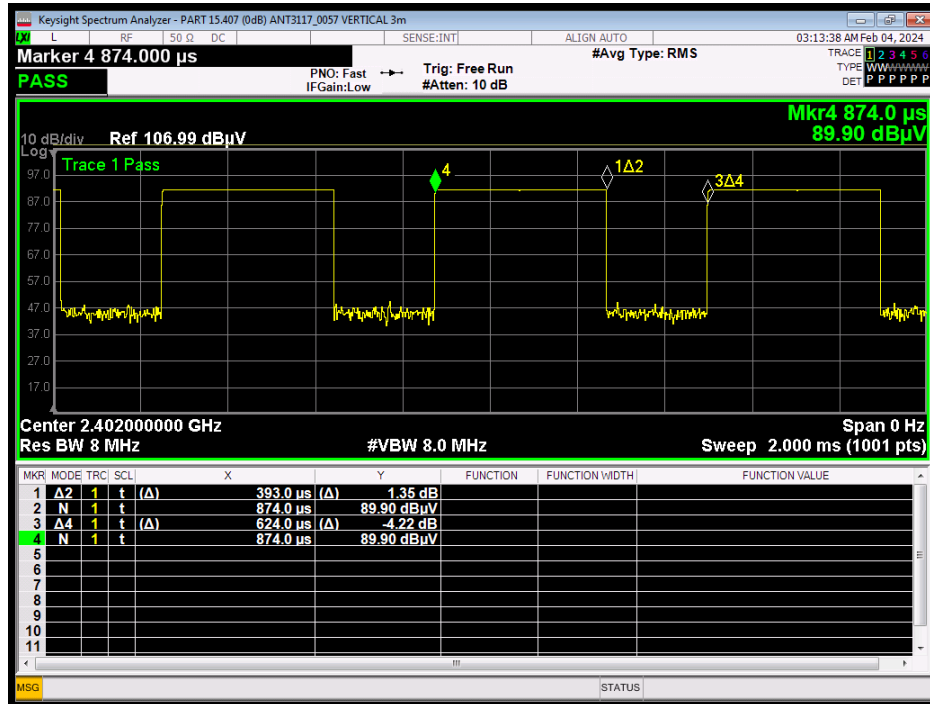 Keysight Spectrum Analyzer - PART 15.407 (0dB) ANT3117_0057 VERTICAL 3m
LXI L RF 50 Ω DC SENSE:INT ALIGN AUTO 03:13:38 AM Feb 04, 2024
Marker 4 874.000 µs
PASS
PNO: Fast
IFGain:Low
Trig: Free Run
#Atten: 10 dB
#Avg Type: RMS
TRACE 1 2 3 4 5 6
TYPE WWWWWW
DET P P P P P P
Mkr4 874.0 µs
89.90 dBµV
10 dB/div Ref 106.99 dBµV
Log
Trace 1 Pass
4
1Δ2
3Δ4
97.0
87.0
77.0
67.0
57.0
47.0
37.0
27.0
17.0
Center 2.402000000 GHz Span 0 Hz
Res BW 8 MHz #VBW 8.0 MHz Sweep 2.000 ms (1001 pts)
MKR MODE TRC SCL X Y FUNCTION FUNCTION WIDTH FUNCTION VALUE
1 Δ2 1 t (Δ) 393.0 µs (Δ) 1.35 dB
2 N 1 t 874.0 µs 89.90 dBµV
3 Δ4 1 t (Δ) 624.0 µs (Δ) -4.22 dB
4 N 1 t 874.0 µs 89.90 dBµV
5
6
7
8
9
10
11
MSG STATUS